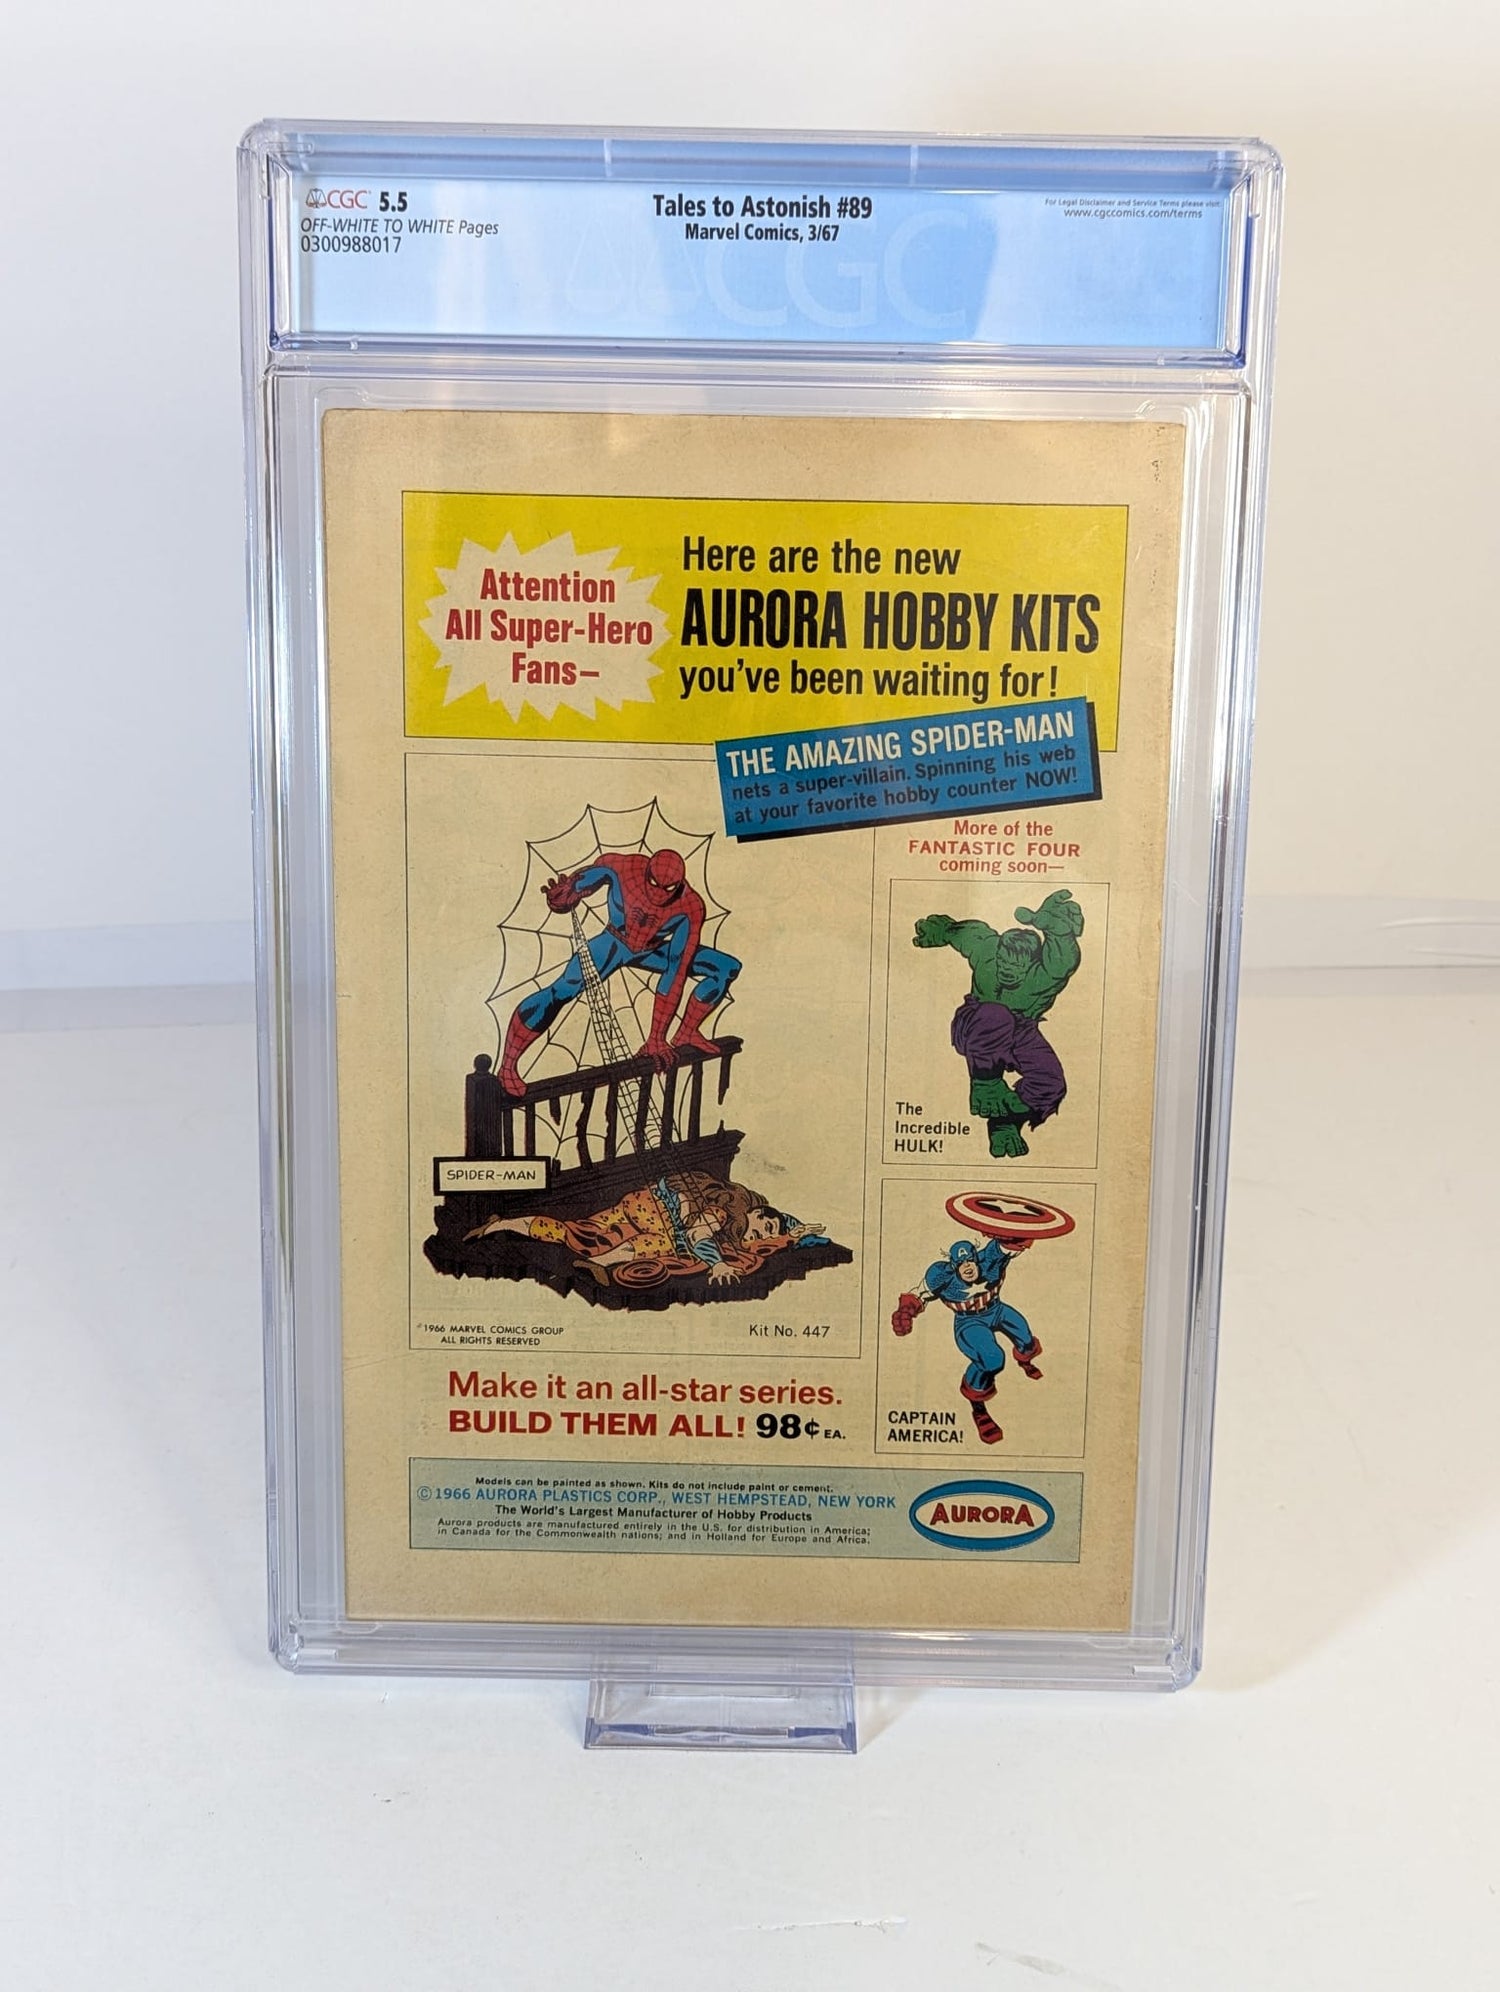 CGC 5.5
OFF-WHITE TO WHITE Pages
0300988017
Tales to Astonish #89
Marvel Comics, 3/67
For Legal Disclaimer and Service Terms please visit:
www.cgccomics.com/terms
CGC
Attention
All Super-Hero
Fans—
Here are the new
AURORA HOBBY KITS
you've been waiting for!
THE AMAZING SPIDER-MAN
nets a super-villain. Spinning his web
at your favorite hobby counter NOW!
More of the
FANTASTIC FOUR
coming soon—
The
Incredible
HULK!
SPIDER-MAN
©1966 MARVEL COMICS GROUP
ALL RIGHTS RESERVED
Kit No. 447
CAPTAIN
AMERICA!
Make it an all-star series.
BUILD THEM ALL! 98¢ EA.
Models can be painted as shown. Kits do not include paint or cement.
© 1966 AURORA PLASTICS CORP., WEST HEMPSTEAD, NEW YORK
The World's Largest Manufacturer of Hobby Products
Aurora products are manufactured entirely in the U.S. for distribution in America;
in Canada for the Commonwealth nations; and in Holland for Europe and Africa.
AURORA